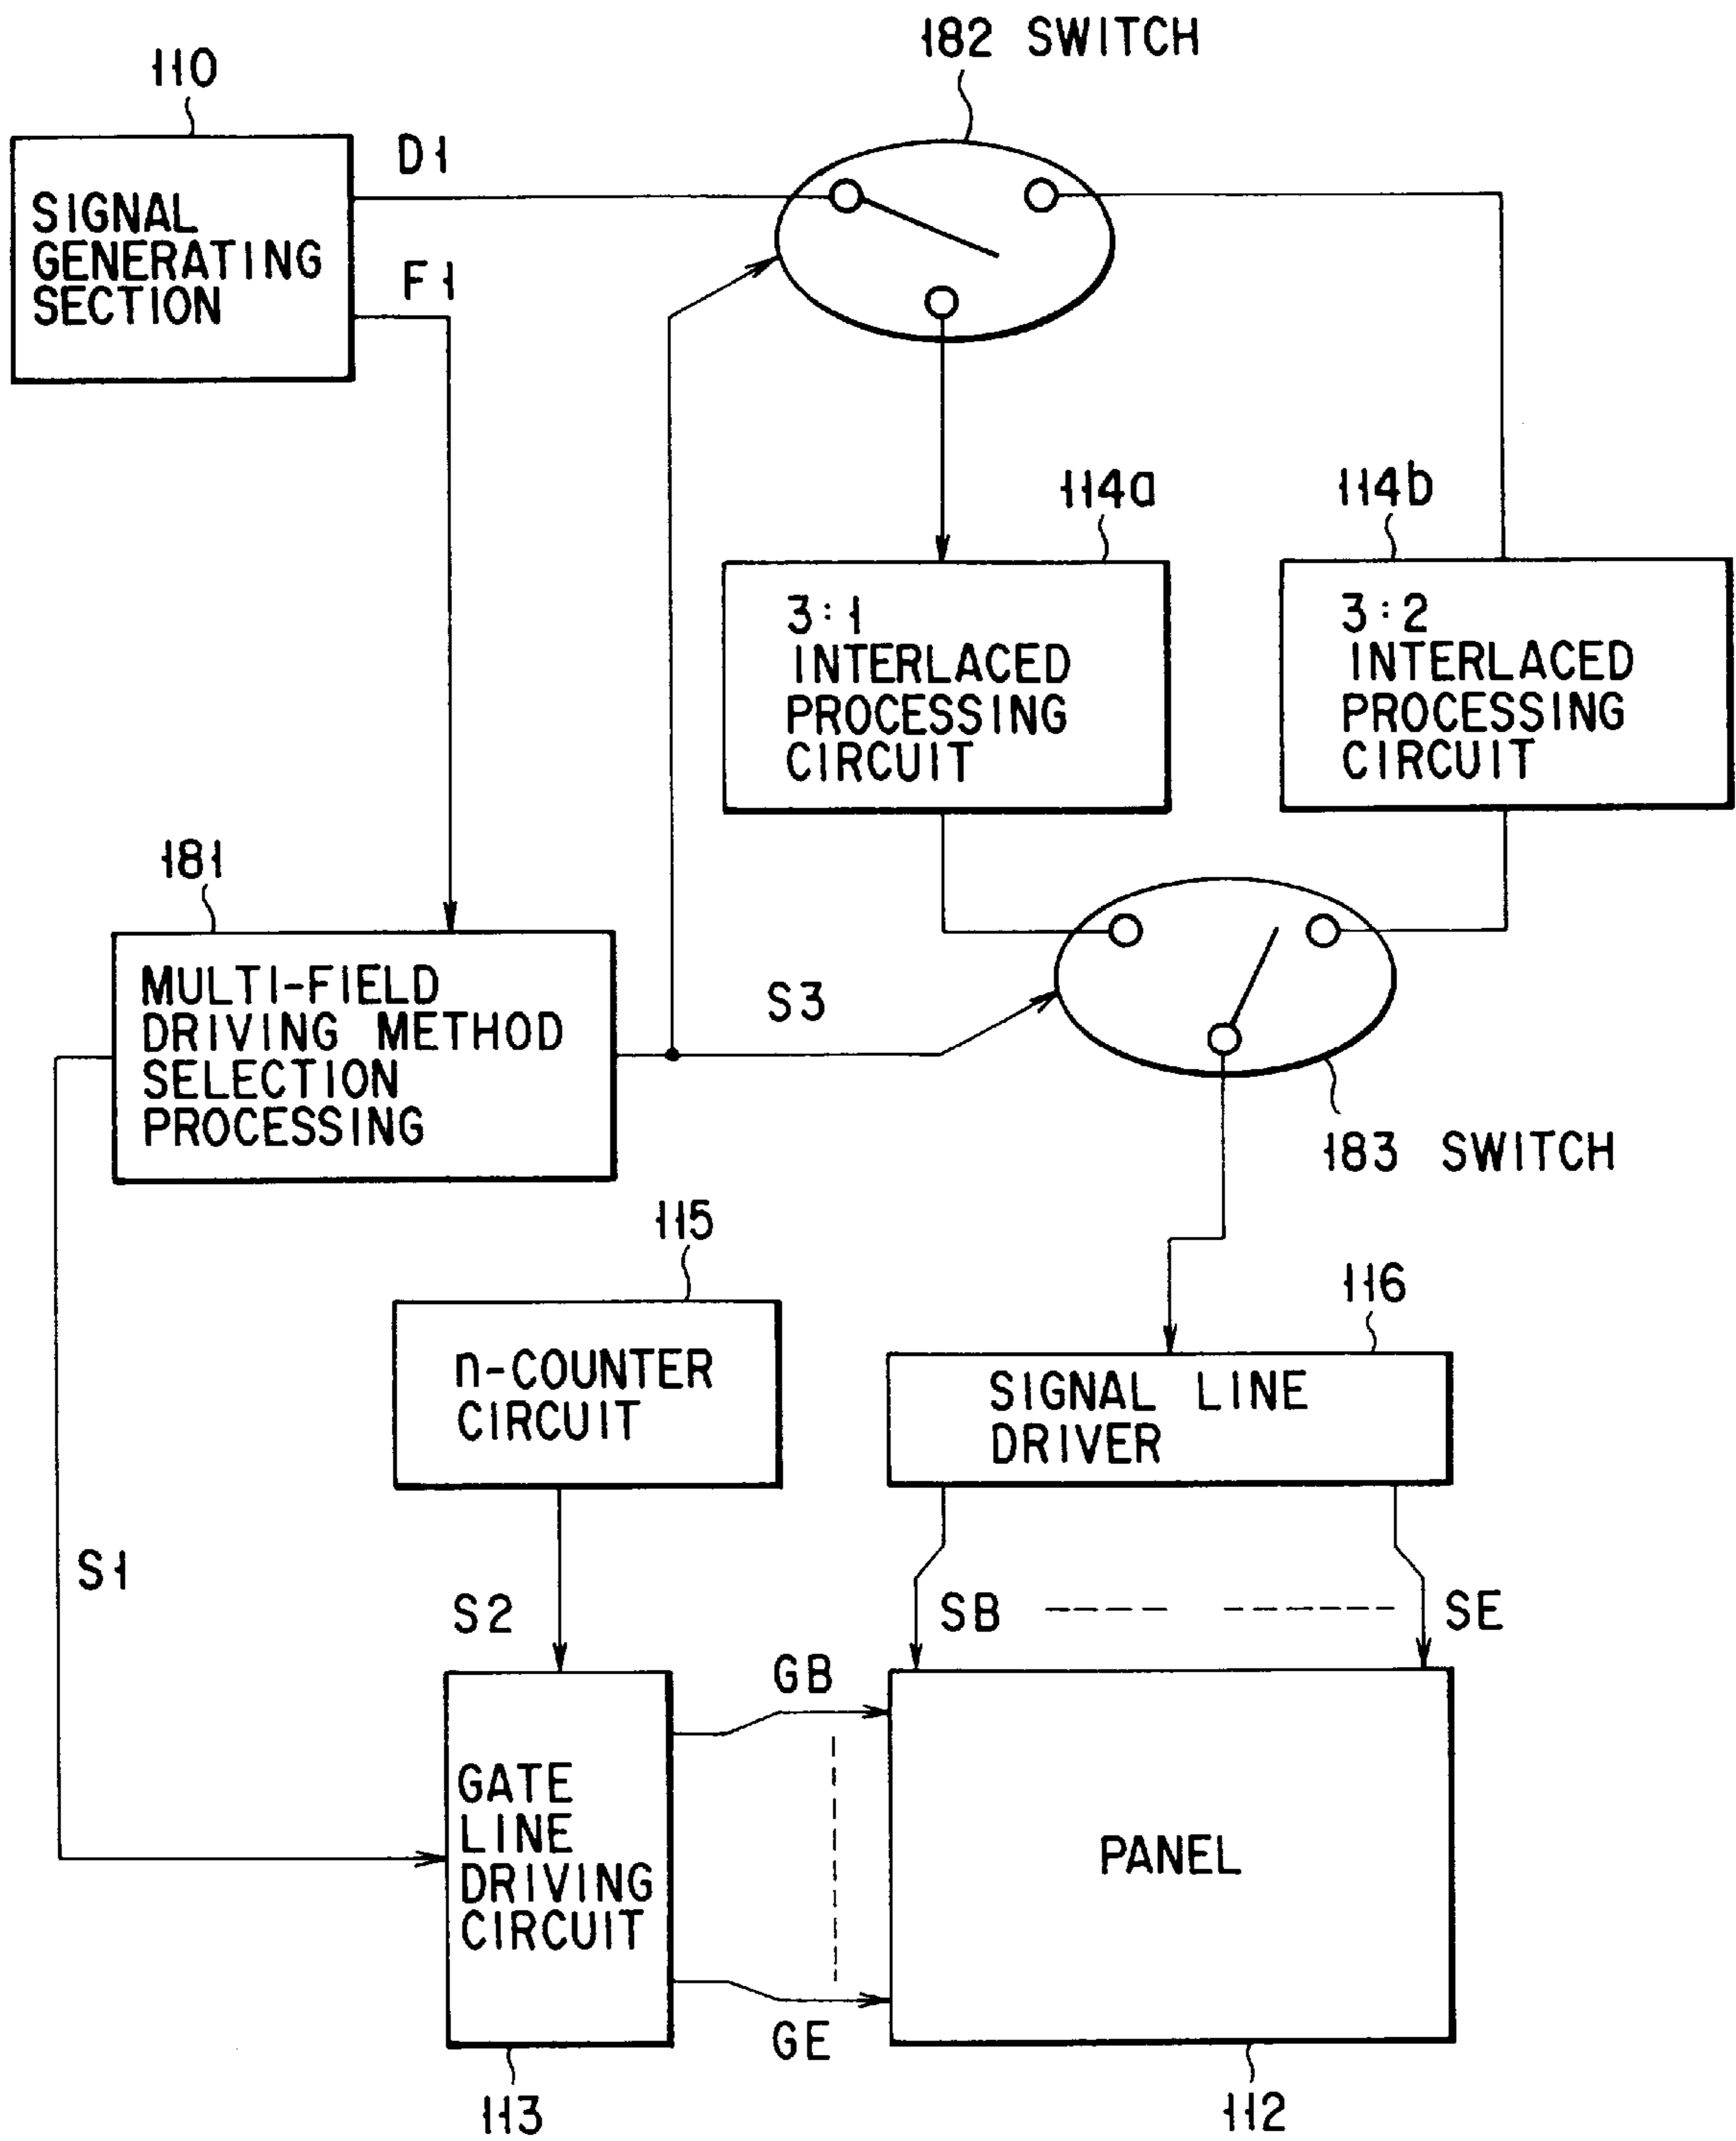 182 SWITCH
110
D1
SIGNAL
GENERATING
SECTION
F1
114a
114b
3:1
INTERLACED
PROCESSING
CIRCUIT
3:2
INTERLACED
PROCESSING
CIRCUIT
181
MULTI-FIELD
DRIVING METHOD
SELECTION
PROCESSING
S3
183 SWITCH
115
n-COUNTER
CIRCUIT
116
SIGNAL LINE
DRIVER
S1
S2
SB
SE
GB
GATE
LINE
DRIVING
CIRCUIT
PANEL
GE
113
112